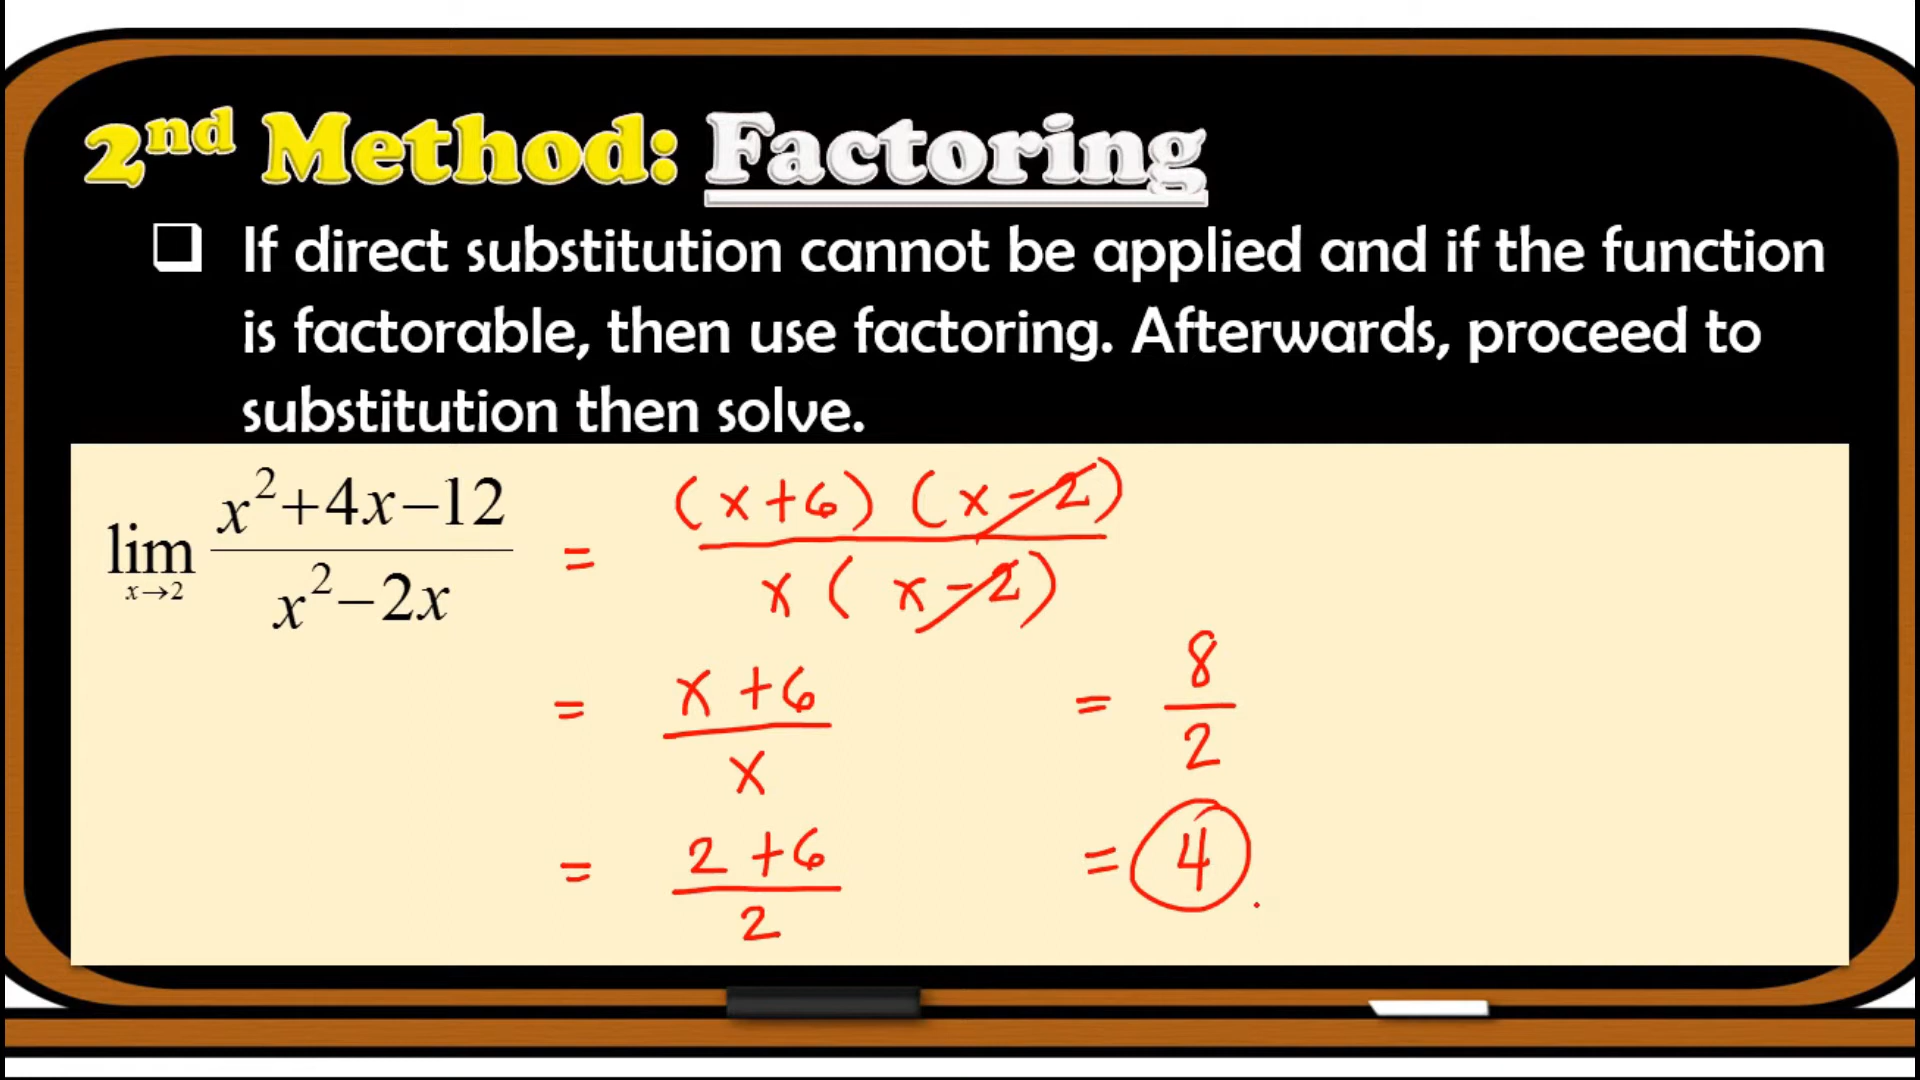 2nd Method: Factoring
If direct substitution cannot be applied and if the function
is factorable, then use factoring. Afterwards, proceed to
substitution then solve.
lim x→2 (x²+4x−12)/(x²−2x) = (x+6)(x−2)/x(x−2)
= (x+6)/x = 8/2
= (2+6)/2 = 4.